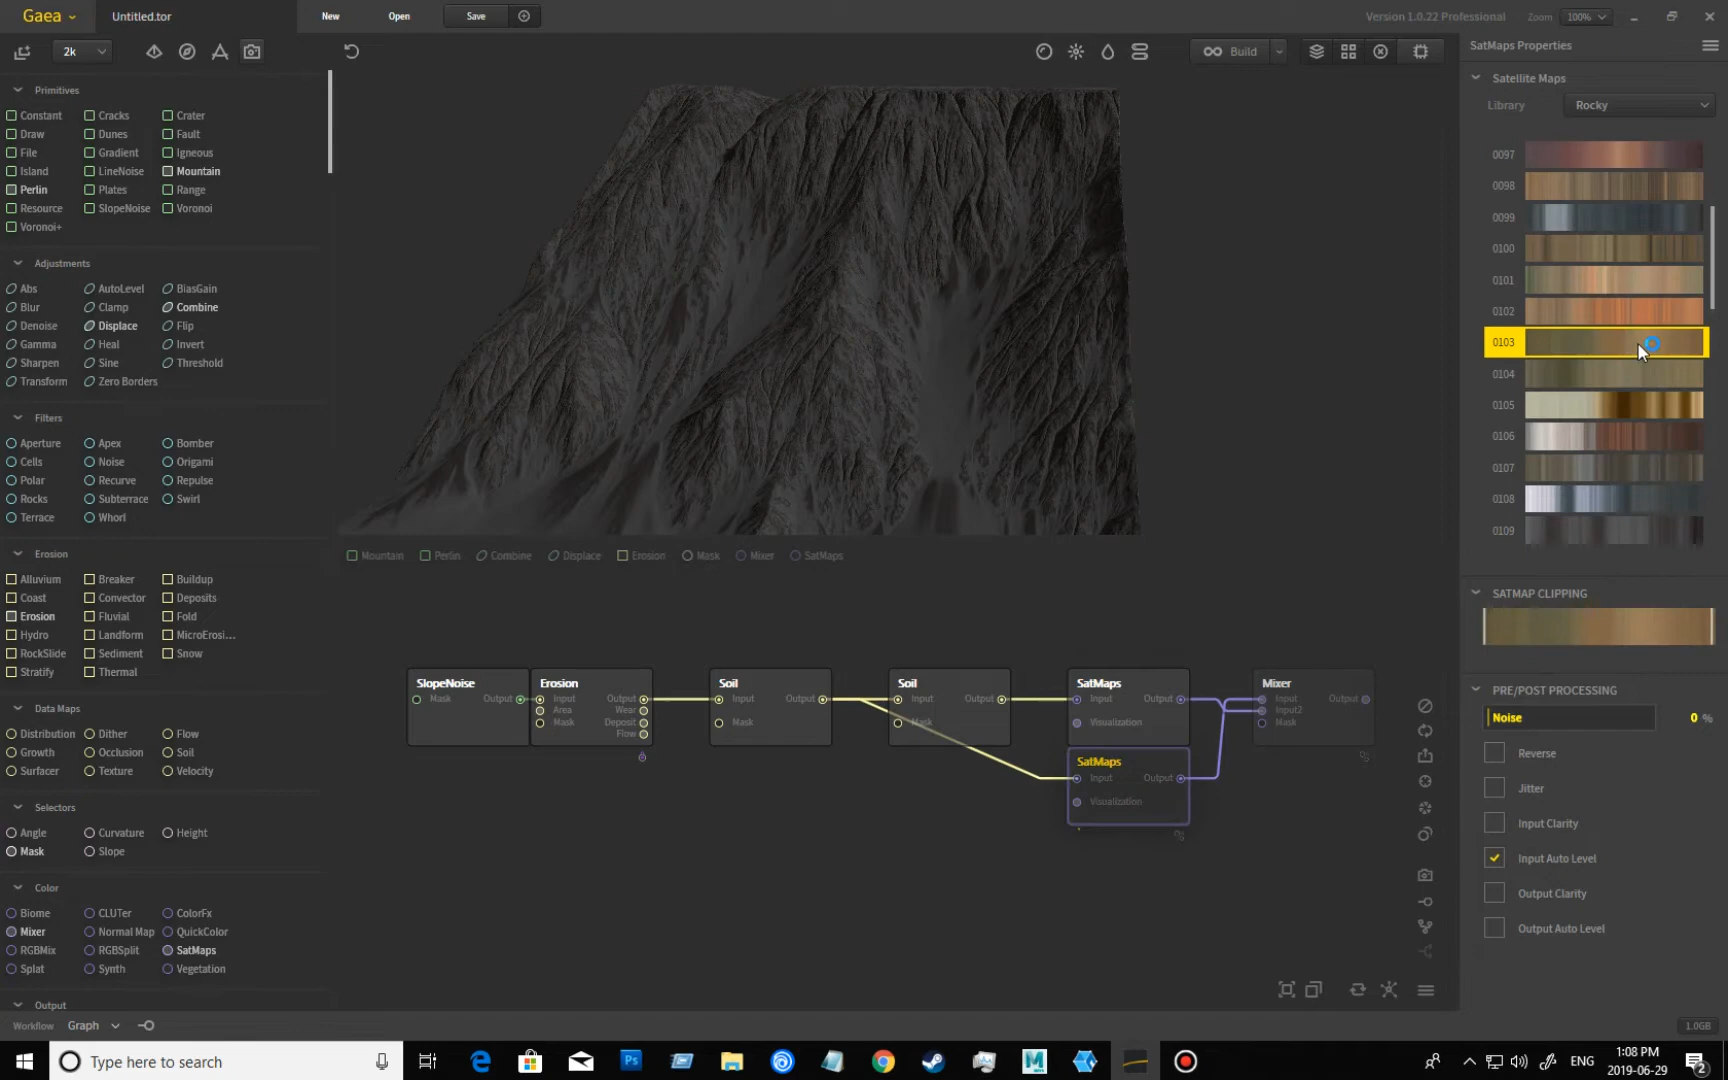 Gaea Untitled.tor New Open Save Version 1.0.22 Professional Zoom 100%
2k Build SatMaps Properties
Primitives
Constant Cracks Crater
Draw Dunes Fault
File Gradient Igneous
Island LineNoise Mountain
Perlin Plates Range
Resource SlopeNoise Voronoi
Voronoi+
Adjustments
Abs AutoLevel BiasGain
Blur Clamp Combine
Denoise Displace Flip
Gamma Heal Invert
Sharpen Sine Threshold
Transform Zero Borders
Filters
Aperture Apex Bomber
Cells Noise Origami
Polar Recurve Repulse
Rocks Subterrace Swirl
Terrace Whorl
Erosion
Alluvium Breaker Buildup
Coast Convector Deposits
Erosion Fluvial Fold
Hydro Landform MicroErosi...
RockSlide Sediment Snow
Stratify Thermal
Data Maps
Distribution Dither Flow
Growth Occlusion Soil
Surfacer Texture Velocity
Selectors
Angle Curvature Height
Mask Slope
Color
Biome CLUTer ColorFx
Mixer Normal Map QuickColor
RGBMix RGBSplit SatMaps
Splat Synth Vegetation
Output
Workflow Graph
Mountain Perlin Combine Displace Erosion Mask Mixer SatMaps
SlopeNoise
Mask Output
Erosion
Input Output
Area Wear
Mask Deposit
Flow
Soil
Input Output
Mask
Soil
Input Output
Mask
SatMaps
Input Output
Visualization
SatMaps
Input Output
Visualization
Mixer
Input Output
Input2
Mask
Satellite Maps
Library Rocky
0097
0098
0099
0100
0101
0102
0103
0104
0105
0106
0107
0108
0109
SATMAP CLIPPING
PRE/POST PROCESSING
Noise 0 %
Reverse
Jitter
Input Clarity
Input Auto Level
Output Clarity
Output Auto Level
1.0GB
Type here to search
Ps
M
ENG
1:08 PM
2019-06-29
2